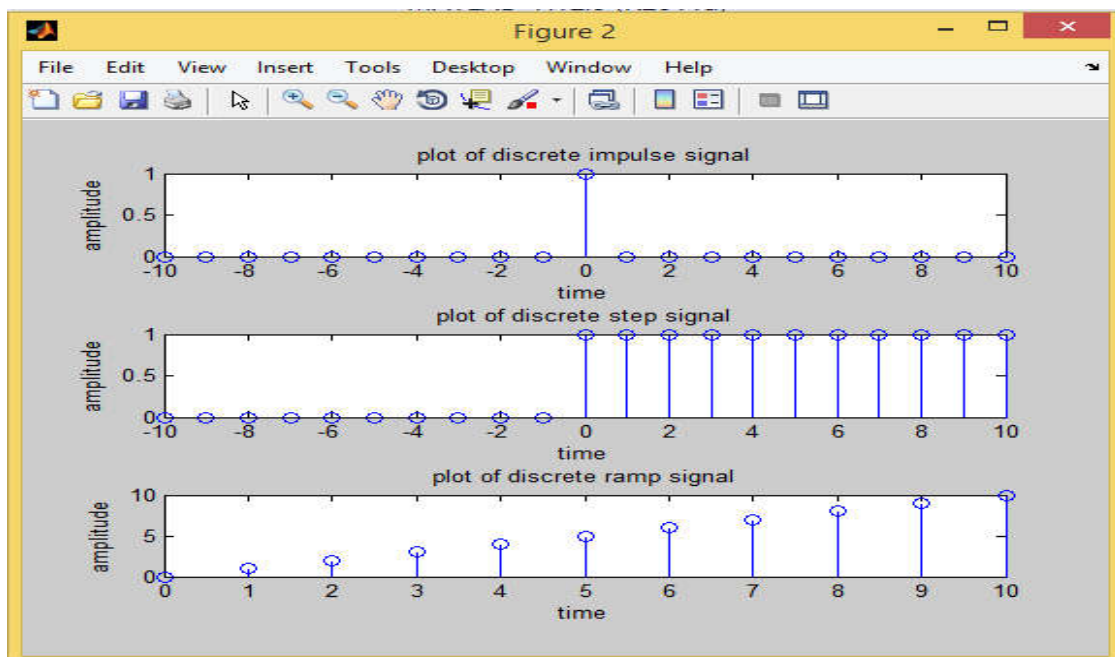 Figure 2
File Edit View Insert Tools Desktop Window Help
plot of discrete impulse signal
amplitude
1
0.5
0
-10 -8 -6 -4 -2 0 2 4 6 8 10
time
plot of discrete step signal
amplitude
1
0.5
0
-10 -8 -6 -4 -2 0 2 4 6 8 10
time
plot of discrete ramp signal
amplitude
10
5
0
0 1 2 3 4 5 6 7 8 9 10
time